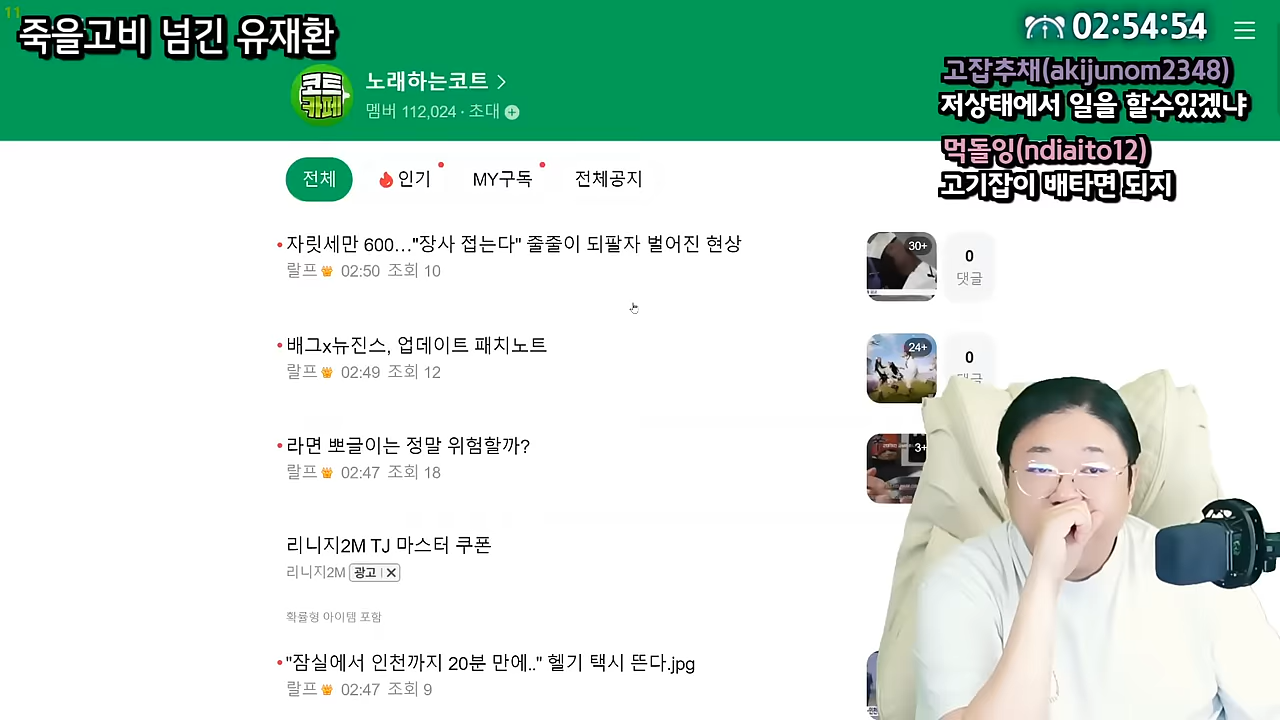 11
죽을고비 넘긴 유재환
02:54:54
코트
카페
노래하는코트
멤버 112,024 · 초대
고잡추채(akijunom2348)
저상태에서 일을 할수있겠냐
먹돌잉(ndiaito12)
고기잡이 배타면 되지
전체
인기
MY구독
전체공지
자릿세만 600..."장사 접는다" 줄줄이 되팔자 벌어진 현상
랄프 02:50 조회 10
30+
0
댓글
배그x뉴진스, 업데이트 패치노트
랄프 02:49 조회 12
24+
0
댓글
라면 뽀글이는 정말 위험할까?
랄프 02:47 조회 18
3+
리니지2M TJ 마스터 쿠폰
리니지2M 광고 X
확률형 아이템 포함
"잠실에서 인천까지 20분 만에.." 헬기 택시 뜬다.jpg
랄프 02:47 조회 9